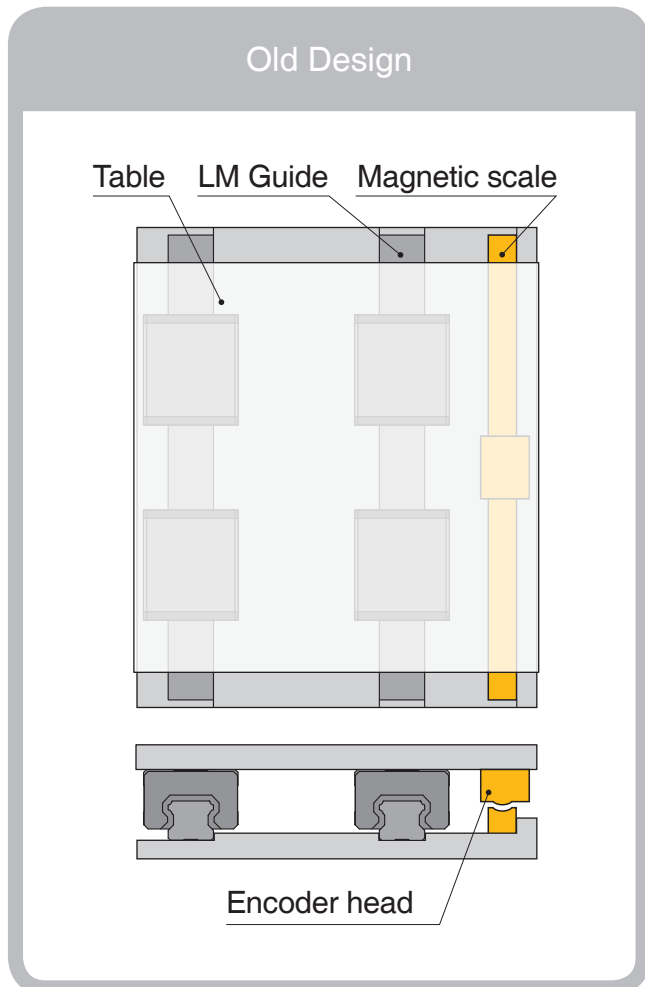 Old Design
Table
LM Guide
Magnetic scale
Encoder head